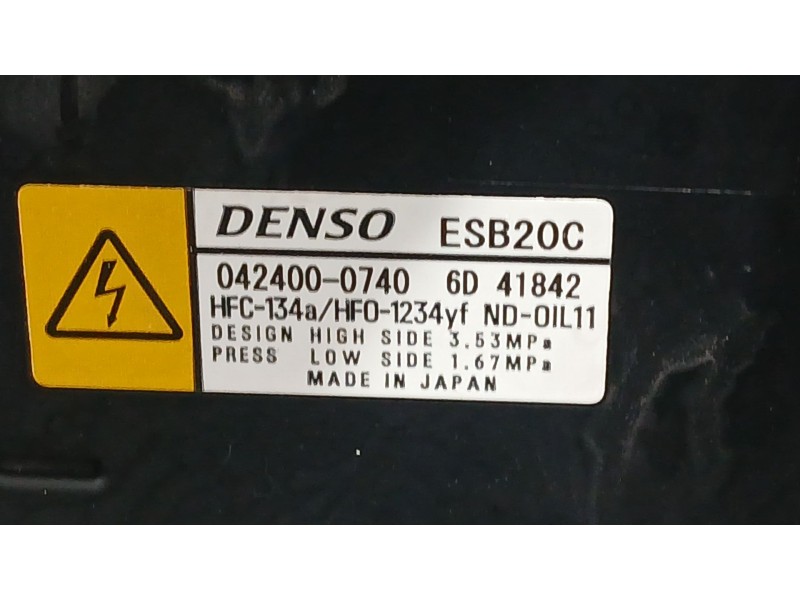 DENSO ESB20C
042400-0740 6D 41842
HFC-134a/HFO-1234yf ND-OIL11
DESIGN HIGH SIDE 3.53MPa
PRESS LOW SIDE 1.67MPa
MADE IN JAPAN